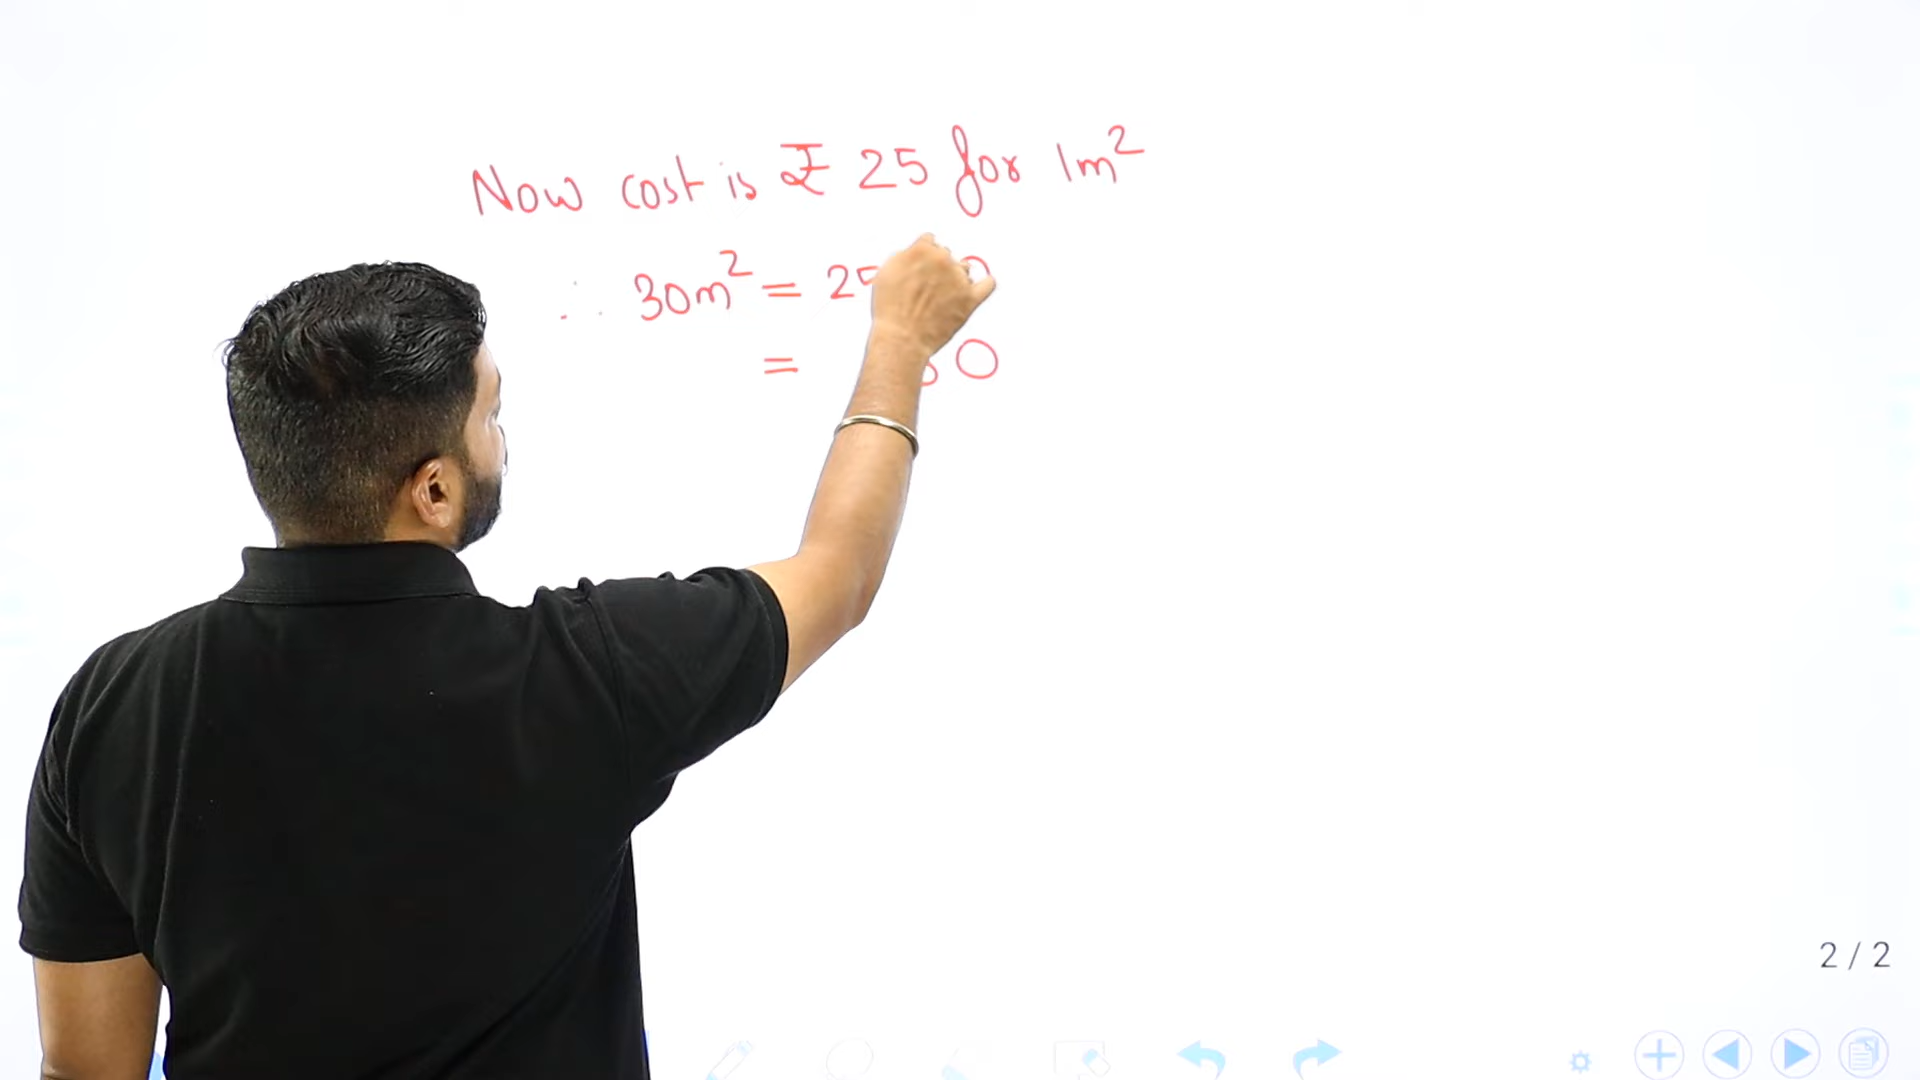 Now cost is ₹ 25 for 1m²
∴ 30m² = 25
=
2 / 2